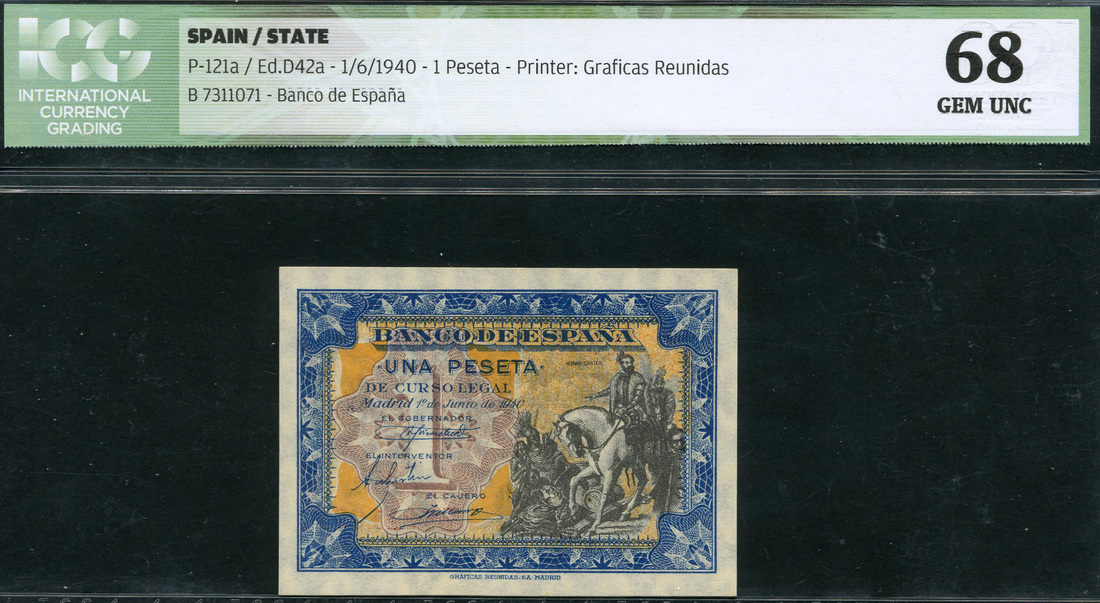 ICG
INTERNATIONAL
CURRENCY
GRADING
SPAIN / STATE
P-121a / Ed.D42a - 1/6/1940 - 1 Peseta - Printer: Graficas Reunidas
B 7311071 - Banco de España
68
GEM UNC
BANCO DE ESPAÑA
·UNA PESETA·
DE CURSO LEGAL
Madrid 1º de Junio de 1940
EL GOBERNADOR
EL INTERVENTOR
EL CAJERO
1
GRÁFICAS REUNIDAS, S.A.-MADRID